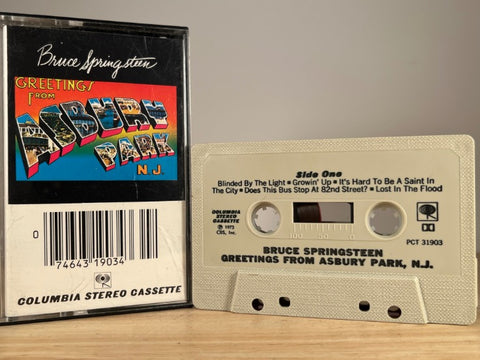 Bruce Springsteen
GREETINGS
FROM
ASBURY
PARK
N.J.
0
74643 19034
COLUMBIA STEREO CASSETTE
Side One
Blinded By The Light ▪ Growin' Up ▪ It's Hard To Be A Saint In
The City ▪ Does This Bus Stop At 82nd Street? ▪ Lost In The Flood
COLUMBIA
STEREO
CASSETTE
℗ 1973
CBS, Inc.
PCT 31903
BRUCE SPRINGSTEEN
GREETINGS FROM ASBURY PARK, N.J.